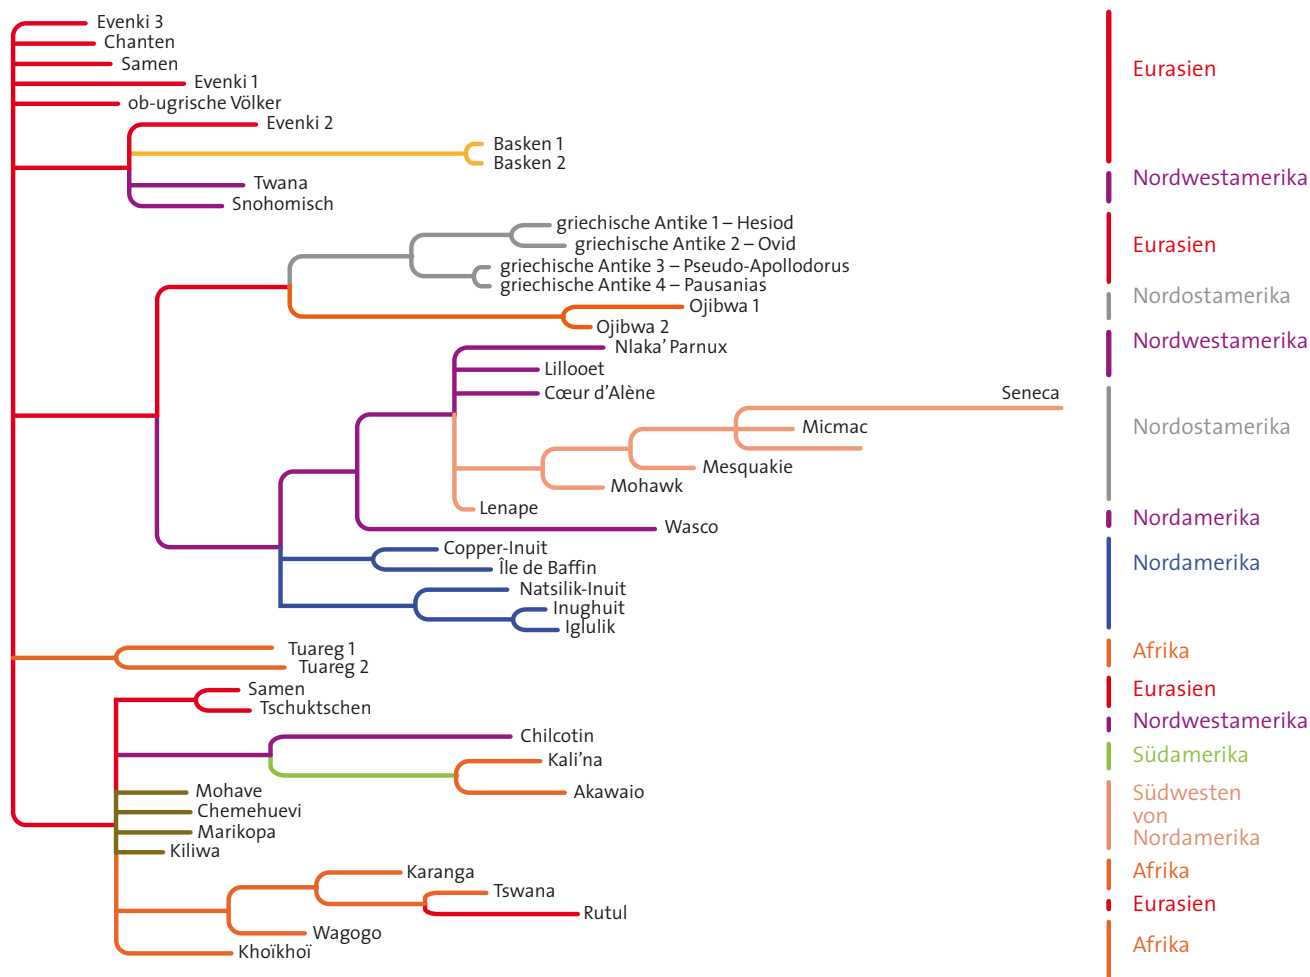 Evenki 3
Chanten
Samen
Evenki 1
ob-ugrische Völker
Evenki 2
Basken 1
Basken 2
Twana
Snohomisch
griechische Antike 1 – Hesiod
griechische Antike 2 – Ovid
griechische Antike 3 – Pseudo-Apollodorus
griechische Antike 4 – Pausanias
Ojibwa 1
Ojibwa 2
Nlaka’ Parnux
Lillooet
Cœur d’Alène
Seneca
Micmac
Mesquakie
Mohawk
Lenape
Wasco
Copper-Inuit
Île de Baffin
Natsilik-Inuit
Inughuit
Iglulik
Tuareg 1
Tuareg 2
Samen
Tschuktschen
Chilcotin
Kali’na
Akawaio
Mohave
Chemehuevi
Marikopa
Kiliwa
Karanga
Tswana
Rutul
Wagogo
Khoïkhoï
Eurasien
Nordwestamerika
Eurasien
Nordostamerika
Nordwestamerika
Nordostamerika
Nordamerika
Nordamerika
Afrika
Eurasien
Nordwestamerika
Südamerika
Südwesten
von
Nordamerika
Afrika
Eurasien
Afrika